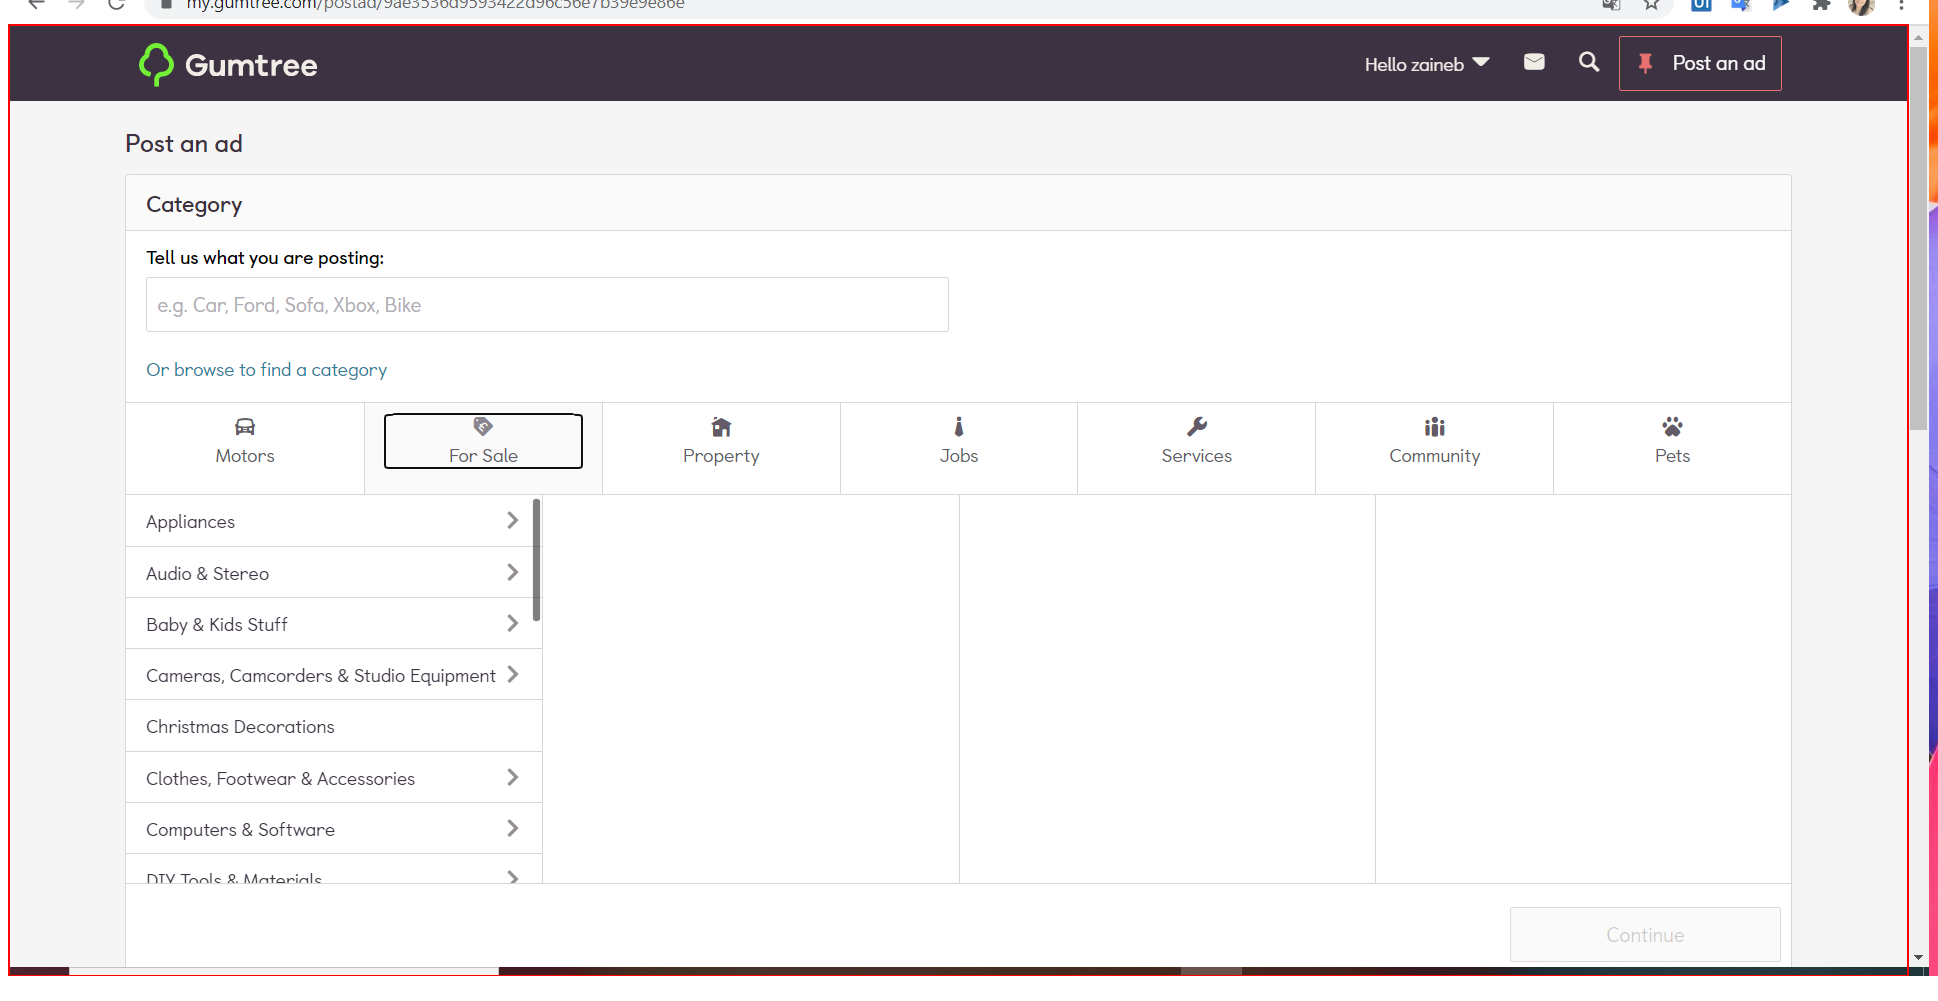 my.gumtree.com/postad/9ae3536d9593422d96c56e7b39e9e86e
Gumtree
Hello zaineb
Post an ad
Post an ad
Category
Tell us what you are posting:
e.g. Car, Ford, Sofa, Xbox, Bike
Or browse to find a category
Motors
For Sale
Property
Jobs
Services
Community
Pets
Appliances
Audio & Stereo
Baby & Kids Stuff
Cameras, Camcorders & Studio Equipment
Christmas Decorations
Clothes, Footwear & Accessories
Computers & Software
DIY Tools & Materials
Continue